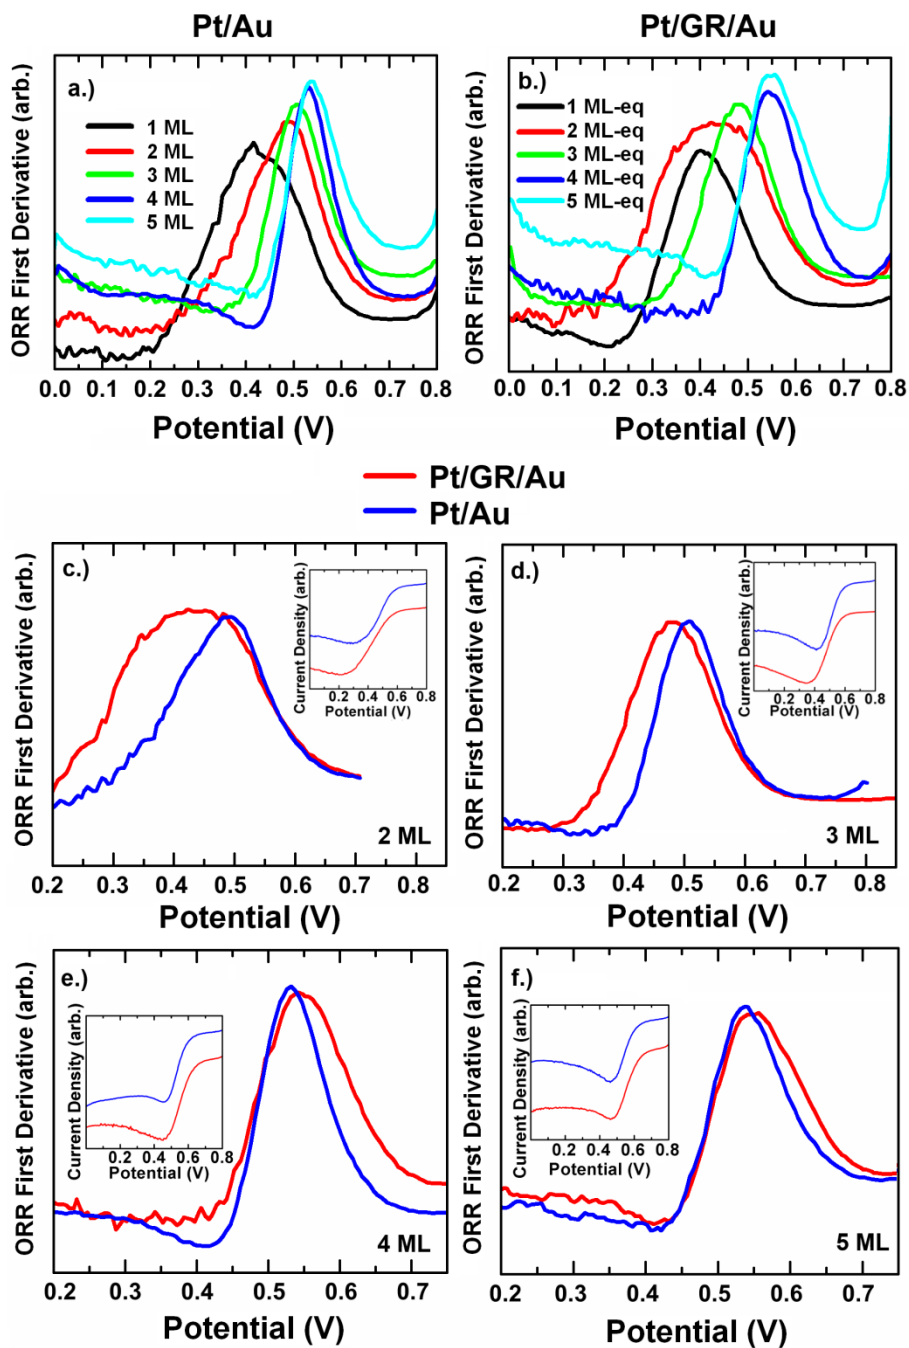 Pt/Au
Pt/GR/Au
a.)
1 ML
2 ML
3 ML
4 ML
5 ML
ORR First Derivative (arb.)
0.0 0.1 0.2 0.3 0.4 0.5 0.6 0.7 0.8
Potential (V)
b.)
1 ML-eq
2 ML-eq
3 ML-eq
4 ML-eq
5 ML-eq
ORR First Derivative (arb.)
0.0 0.1 0.2 0.3 0.4 0.5 0.6 0.7 0.8
Potential (V)
Pt/GR/Au
Pt/Au
c.)
ORR First Derivative (arb.)
Current Density (arb.)
0.2 0.4 0.6 0.8
Potential (V)
2 ML
0.2 0.3 0.4 0.5 0.6 0.7 0.8
Potential (V)
d.)
ORR First Derivative (arb.)
Current Density (arb.)
0.2 0.4 0.6 0.8
Potential (V)
3 ML
0.2 0.3 0.4 0.5 0.6 0.7 0.8
Potential (V)
e.)
ORR First Derivative (arb.)
Current Density (arb.)
0.2 0.4 0.6 0.8
Potential (V)
4 ML
0.2 0.3 0.4 0.5 0.6 0.7
Potential (V)
f.)
ORR First Derivative (arb.)
Current Density (arb.)
0.2 0.4 0.6 0.8
Potential (V)
5 ML
0.2 0.3 0.4 0.5 0.6 0.7
Potential (V)